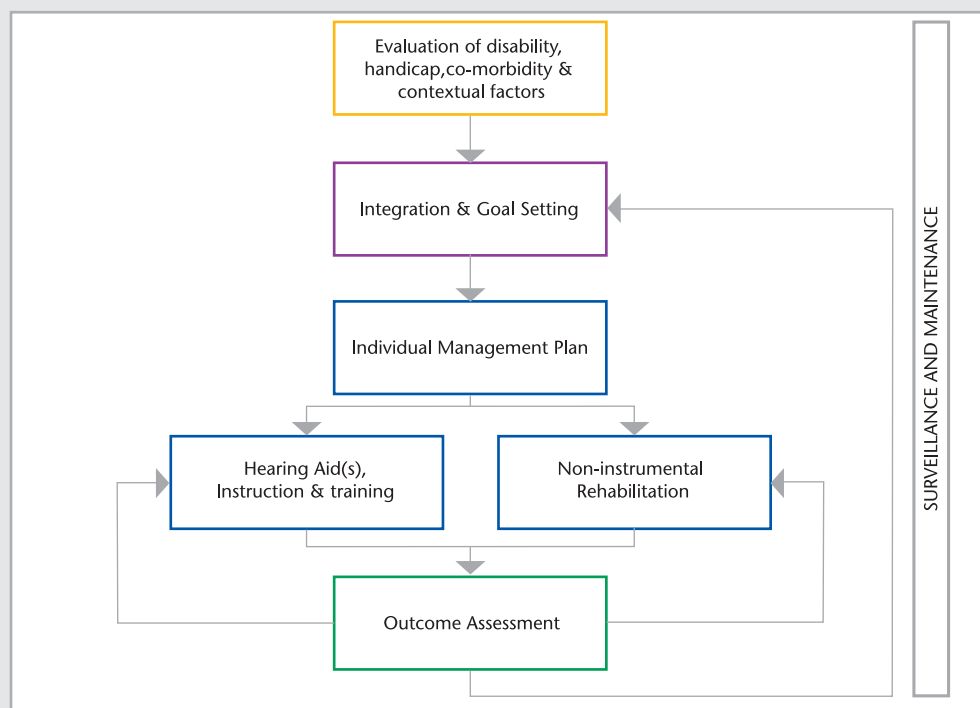 Evaluation of disability,
handicap,co-morbidity &
contextual factors
Integration & Goal Setting
Individual Management Plan
Hearing Aid(s),
Instruction & training
Non-instrumental
Rehabilitation
Outcome Assessment
SURVEILLANCE AND MAINTENANCE